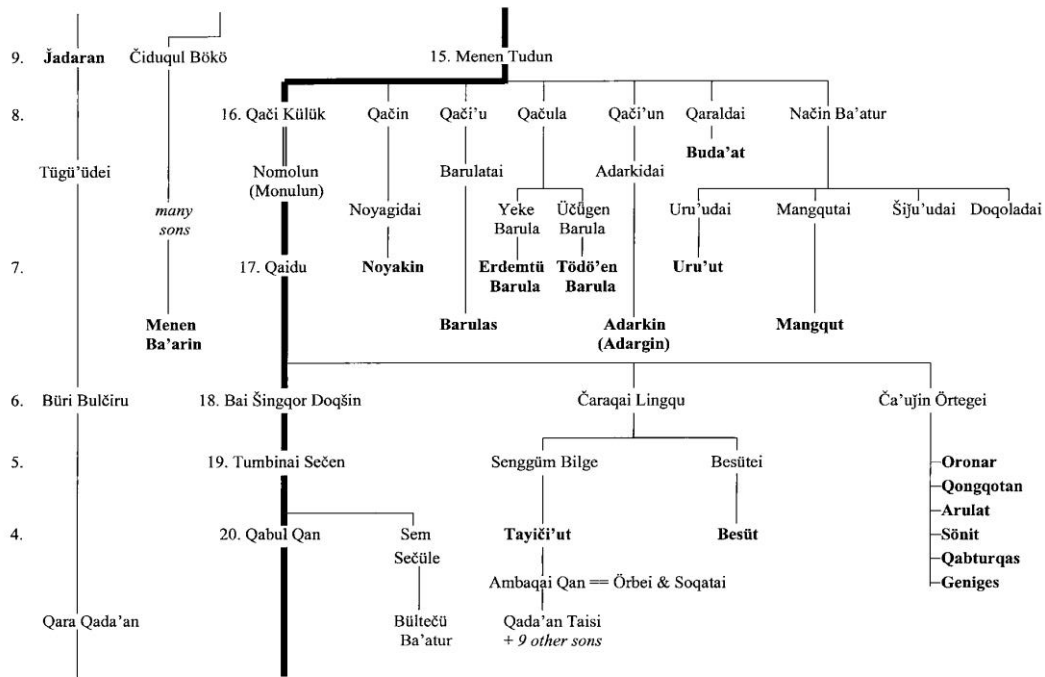 9. J̌adaran Čiduqul Bökö 15. Menen Tudun
8. 16. Qači Külük Qačin Qači'u Qačula Qači'un Qaraldai Način Ba'atur
Buda'at
Tügü'üdei Nomolun Barulatai Adarkidai
(Monulun)
many Noyagidai Yeke Üčügen Uru'udai Mangqutai Šiǰu'udai Doqoladai
sons Barula Barula
7. 17. Qaidu Noyakin Erdemtü Tödö'en Uru'ut
Barula Barula
Menen Barulas Adarkin Mangqut
Ba'arin (Adargin)
6. Büri Bulčiru 18. Bai Šingqor Doqšin Čaraqai Lingqu Ča'uǰin Örtegei
5. 19. Tumbinai Sečen Senggüm Bilge Besütei Oronar
Qongqotan
Arulat
4. 20. Qabul Qan Sem Tayiči'ut Besüt Sönit
Sečüle Qabturqas
Ambaqai Qan == Örbei & Soqatai Geniges
Qara Qada'an Bültečü Qada'an Taisi
Ba'atur + 9 other sons